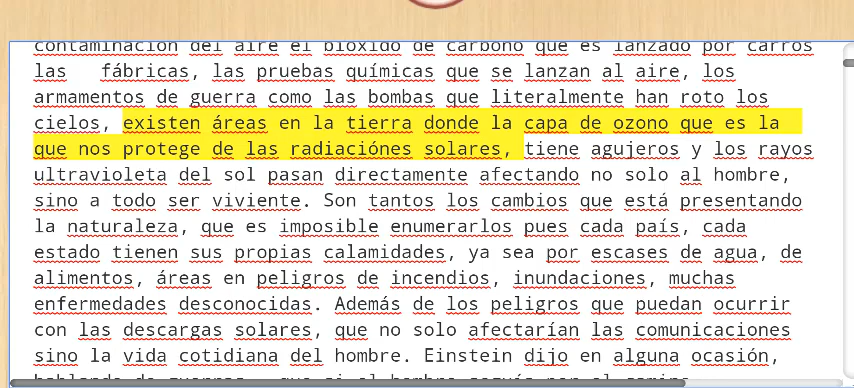 contaminación del aire el bióxido de carbono que es lanzado por carros
las fábricas, las pruebas químicas que se lanzan al aire, los
armamentos de guerra como las bombas que literalmente han roto los
cielos, existen áreas en la tierra donde la capa de ozono que es la
que nos protege de las radiaciónes solares, tiene agujeros y los rayos
ultravioleta del sol pasan directamente afectando no solo al hombre,
sino a todo ser viviente. Son tantos los cambios que está presentando
la naturaleza, que es imposible enumerarlos pues cada país, cada
estado tienen sus propias calamidades, ya sea por escases de agua, de
alimentos, áreas en peligros de incendios, inundaciones, muchas
enfermedades desconocidas. Además de los peligros que puedan ocurrir
con las descargas solares, que no solo afectarían las comunicaciones
sino la vida cotidiana del hombre. Einstein dijo en alguna ocasión,